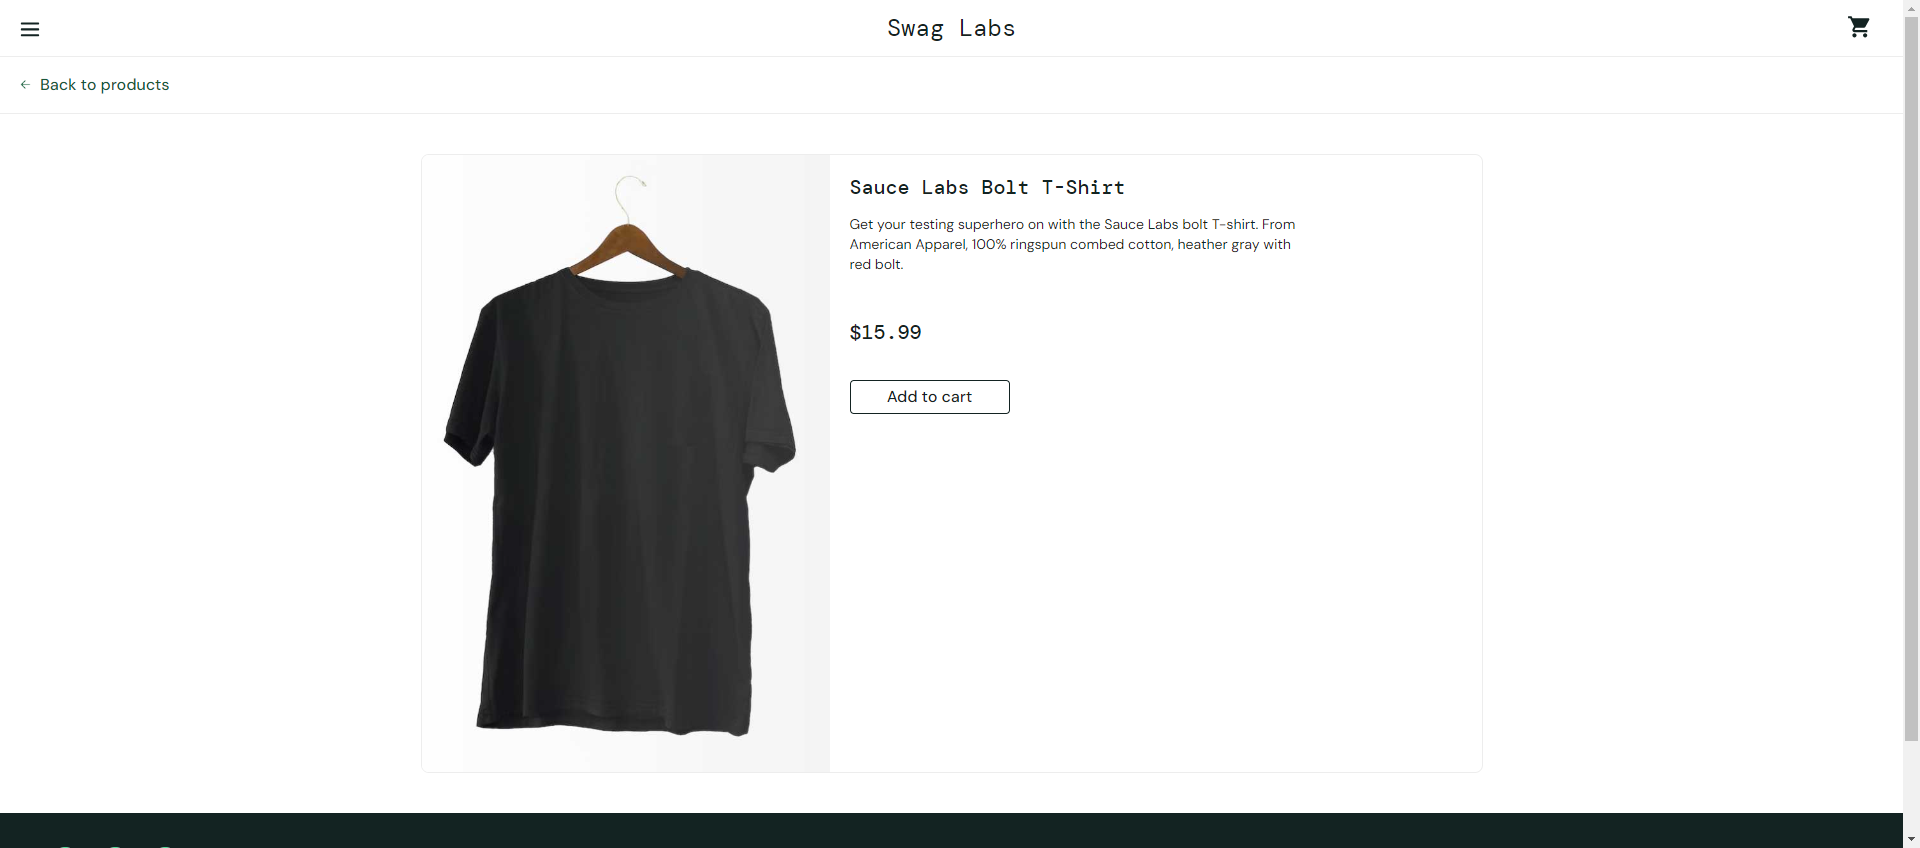 Swag Labs
Back to products
Sauce Labs Bolt T-Shirt
Get your testing superhero on with the Sauce Labs bolt T-shirt. From
American Apparel, 100% ringspun combed cotton, heather gray with
red bolt.
$15.99
Add to cart